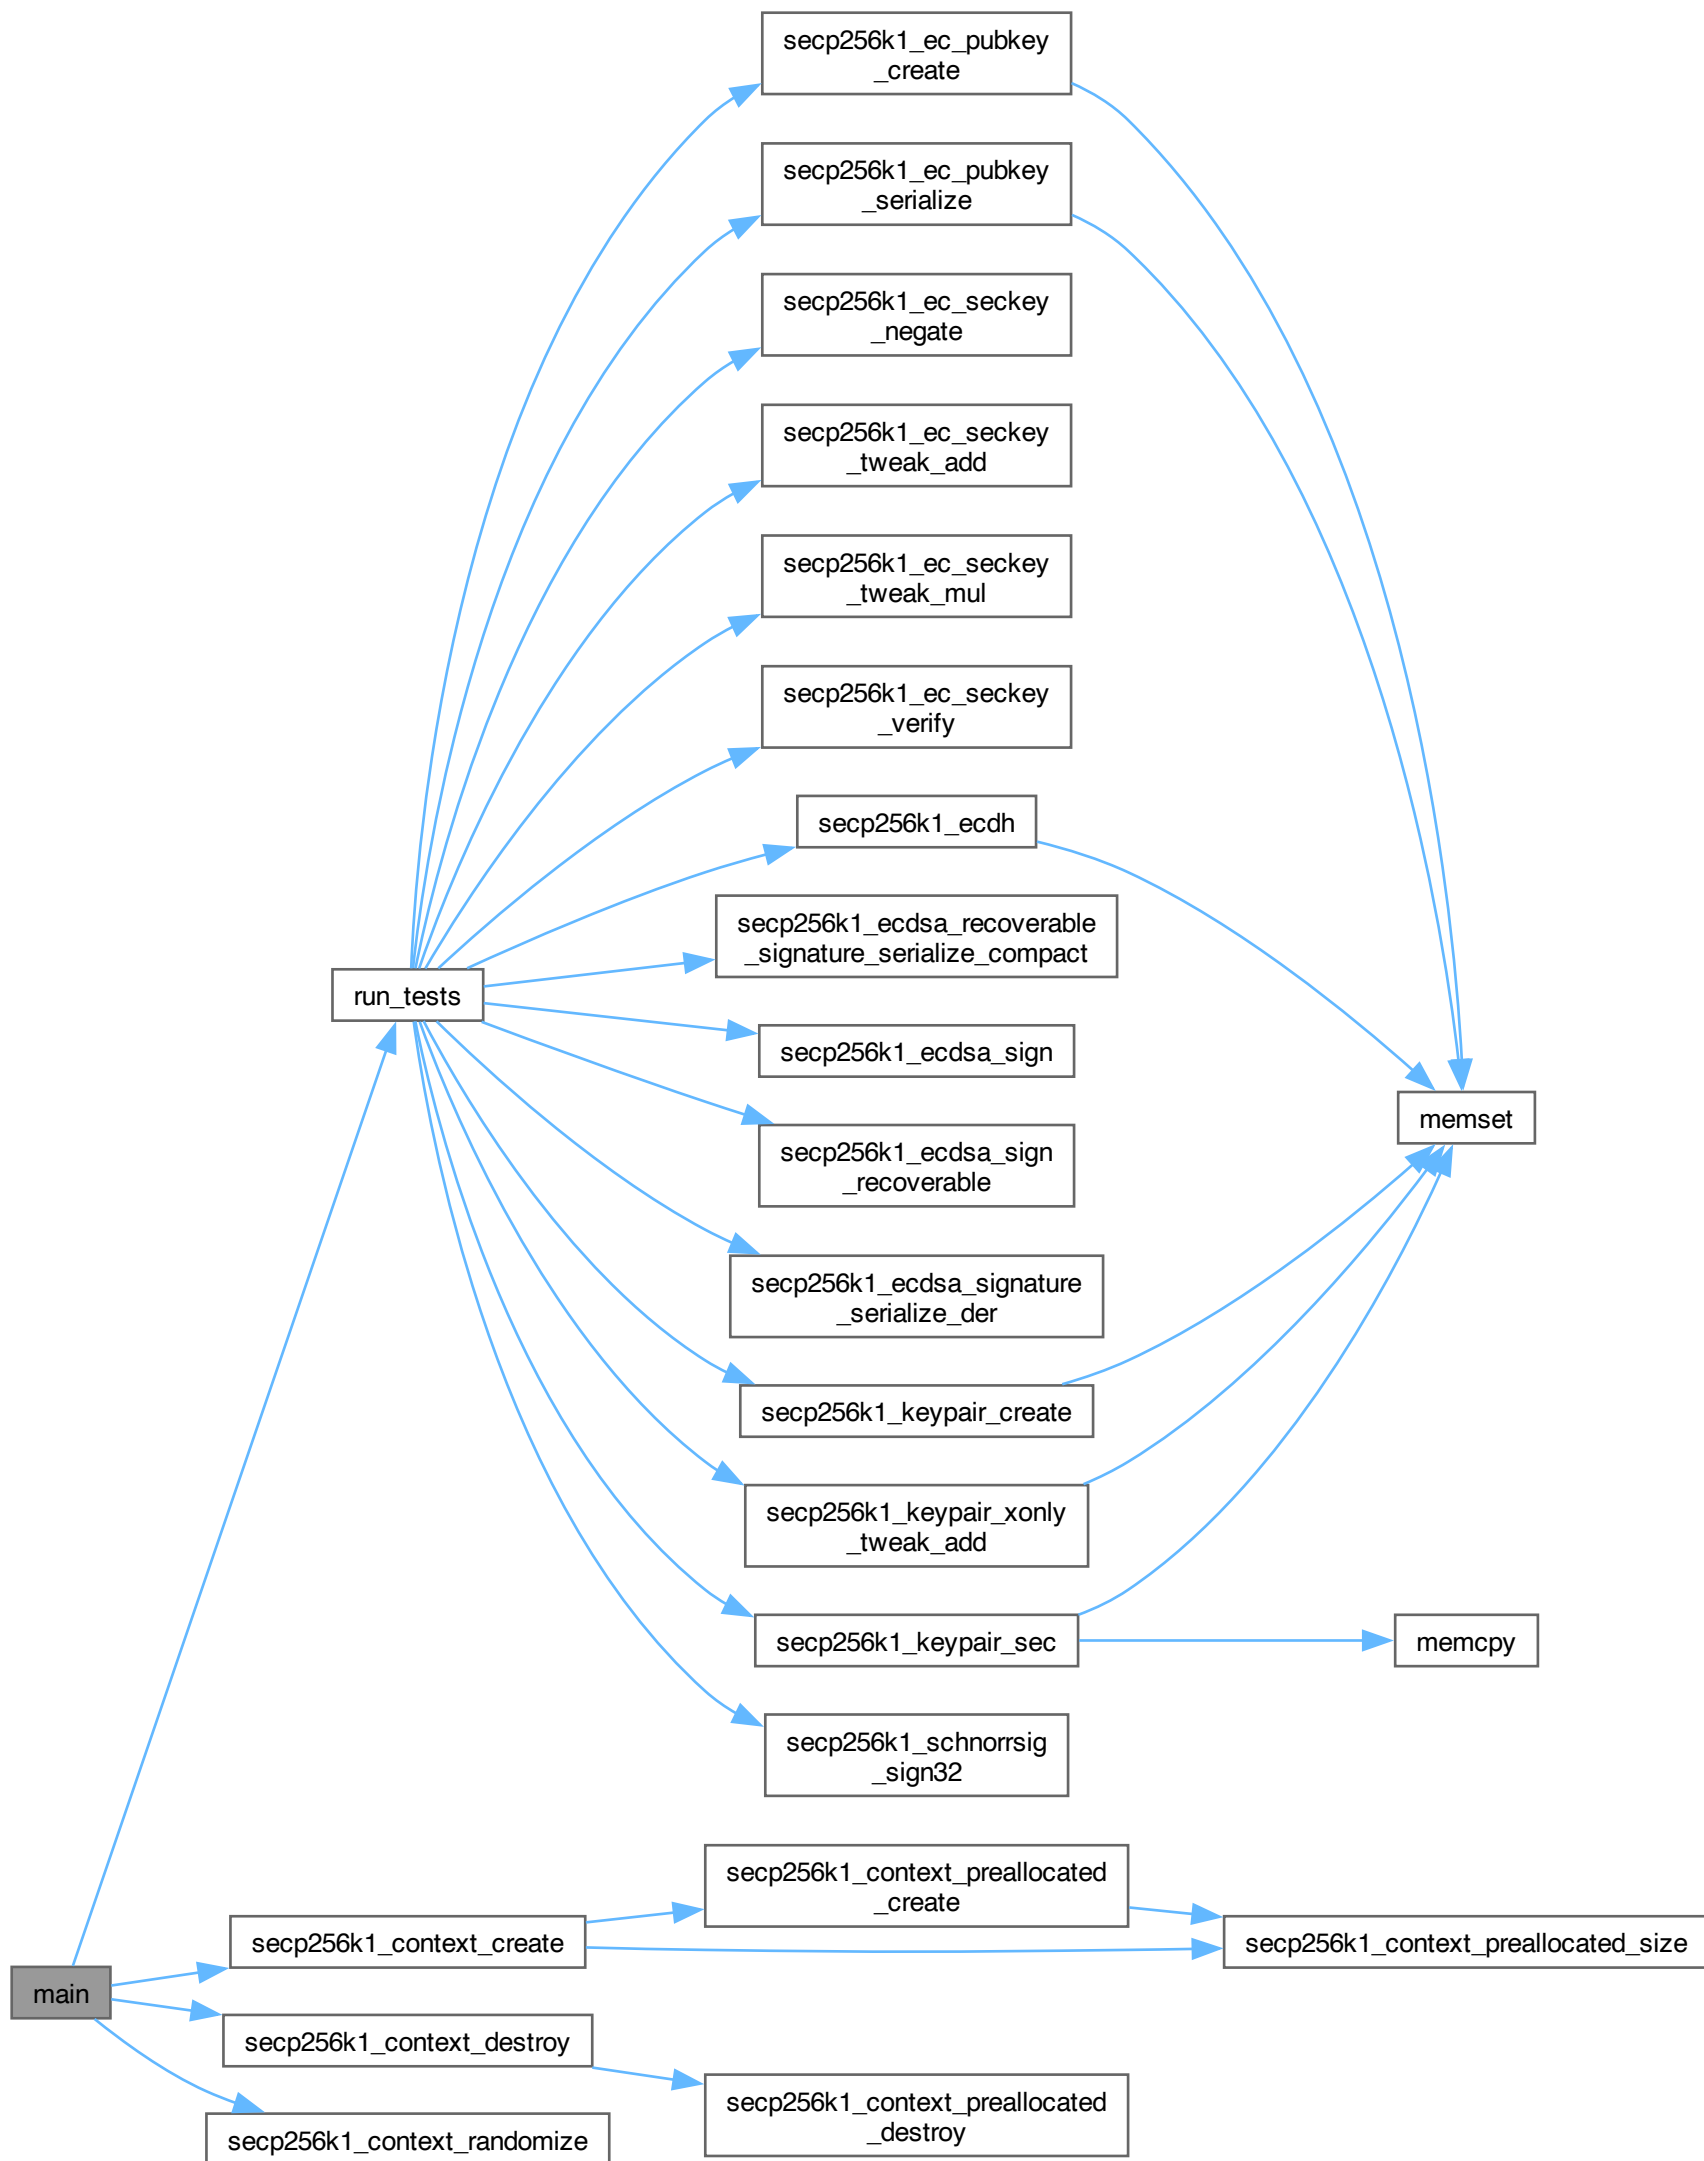 secp256k1_ec_pubkey
_create
secp256k1_ec_pubkey
_serialize
secp256k1_ec_seckey
_negate
secp256k1_ec_seckey
_tweak_add
secp256k1_ec_seckey
_tweak_mul
secp256k1_ec_seckey
_verify
secp256k1_ecdh
secp256k1_ecdsa_recoverable
_signature_serialize_compact
run_tests
secp256k1_ecdsa_sign
memset
secp256k1_ecdsa_sign
_recoverable
secp256k1_ecdsa_signature
_serialize_der
secp256k1_keypair_create
secp256k1_keypair_xonly
_tweak_add
secp256k1_keypair_sec
memcpy
secp256k1_schnorrsig
_sign32
secp256k1_context_preallocated
_create
secp256k1_context_create
secp256k1_context_preallocated_size
main
secp256k1_context_destroy
secp256k1_context_preallocated
_destroy
secp256k1_context_randomize